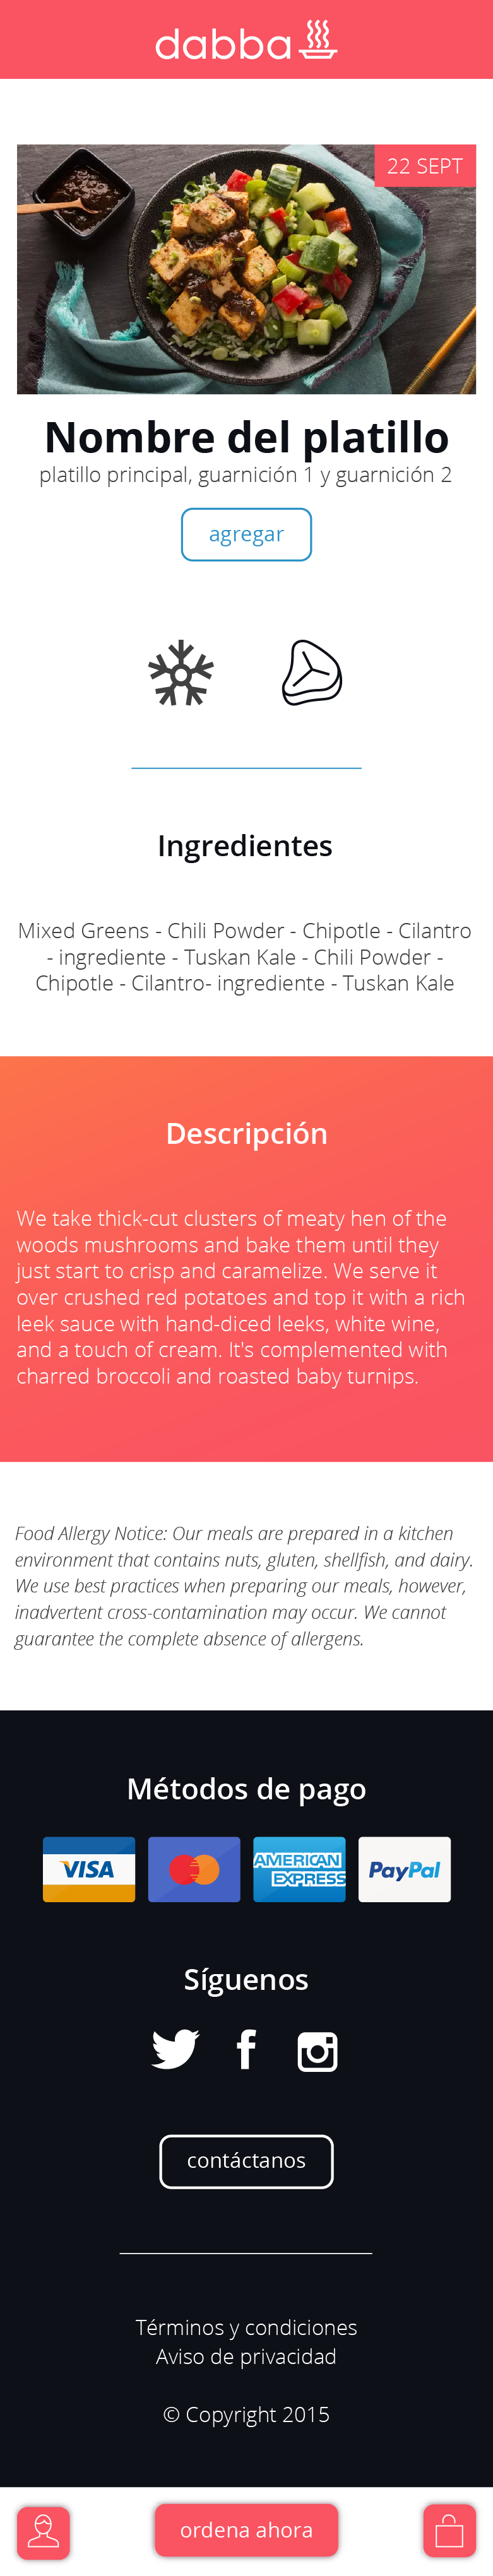 dabba
22 SEPT
Nombre del platillo
platillo principal, guarnición 1 y guarnición 2
agregar
Ingredientes
Mixed Greens - Chili Powder - Chipotle - Cilantro
- ingrediente - Tuskan Kale - Chili Powder -
Chipotle - Cilantro- ingrediente - Tuskan Kale
Descripción
We take thick-cut clusters of meaty hen of the
woods mushrooms and bake them until they
just start to crisp and caramelize. We serve it
over crushed red potatoes and top it with a rich
leek sauce with hand-diced leeks, white wine,
and a touch of cream. It's complemented with
charred broccoli and roasted baby turnips.
Food Allergy Notice: Our meals are prepared in a kitchen
environment that contains nuts, gluten, shellfish, and dairy.
We use best practices when preparing our meals, however,
inadvertent cross-contamination may occur. We cannot
guarantee the complete absence of allergens.
Métodos de pago
VISA
AMERICAN
EXPRESS
PayPal
Síguenos
contáctanos
Términos y condiciones
Aviso de privacidad
© Copyright 2015
ordena ahora